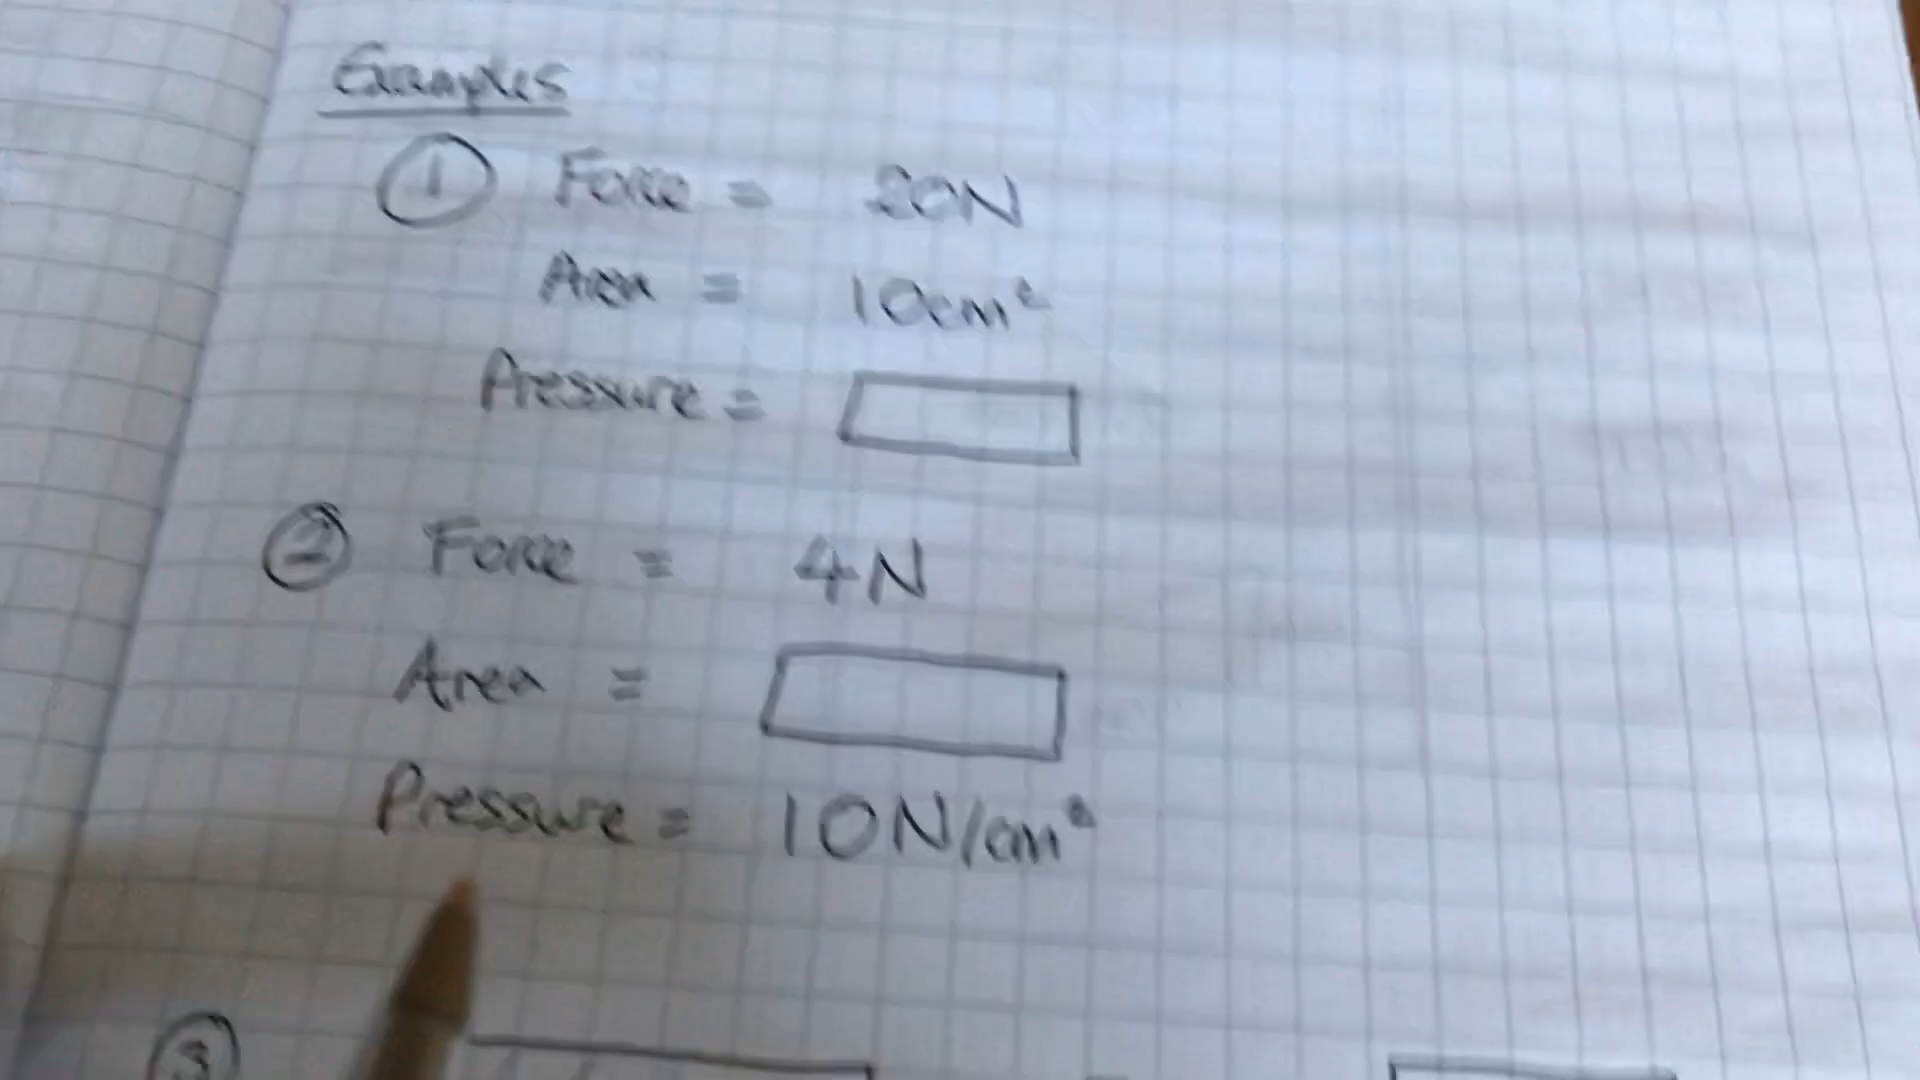 Examples
① Force = 20N
Area = 10cm²
Pressure =
② Force = 4N
Area =
Pressure = 10N/cm²
③